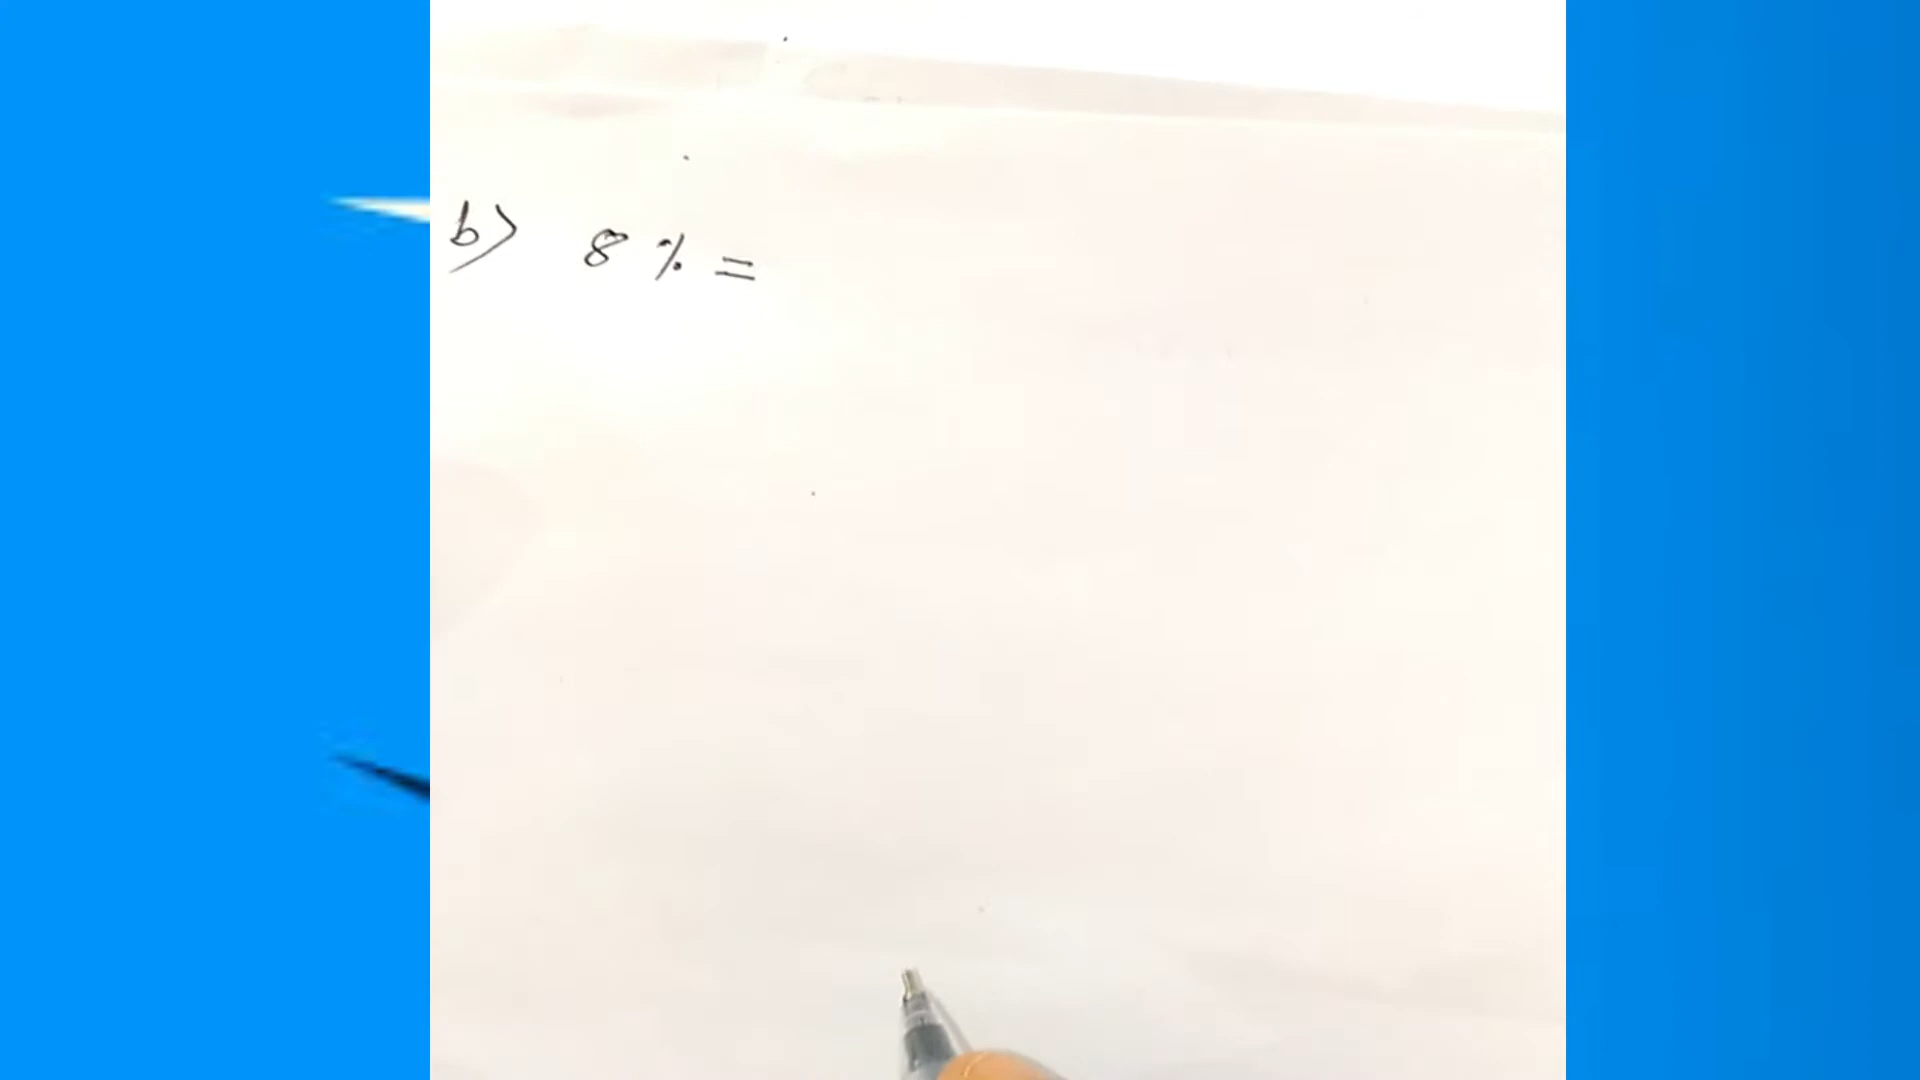 b) 8 % =